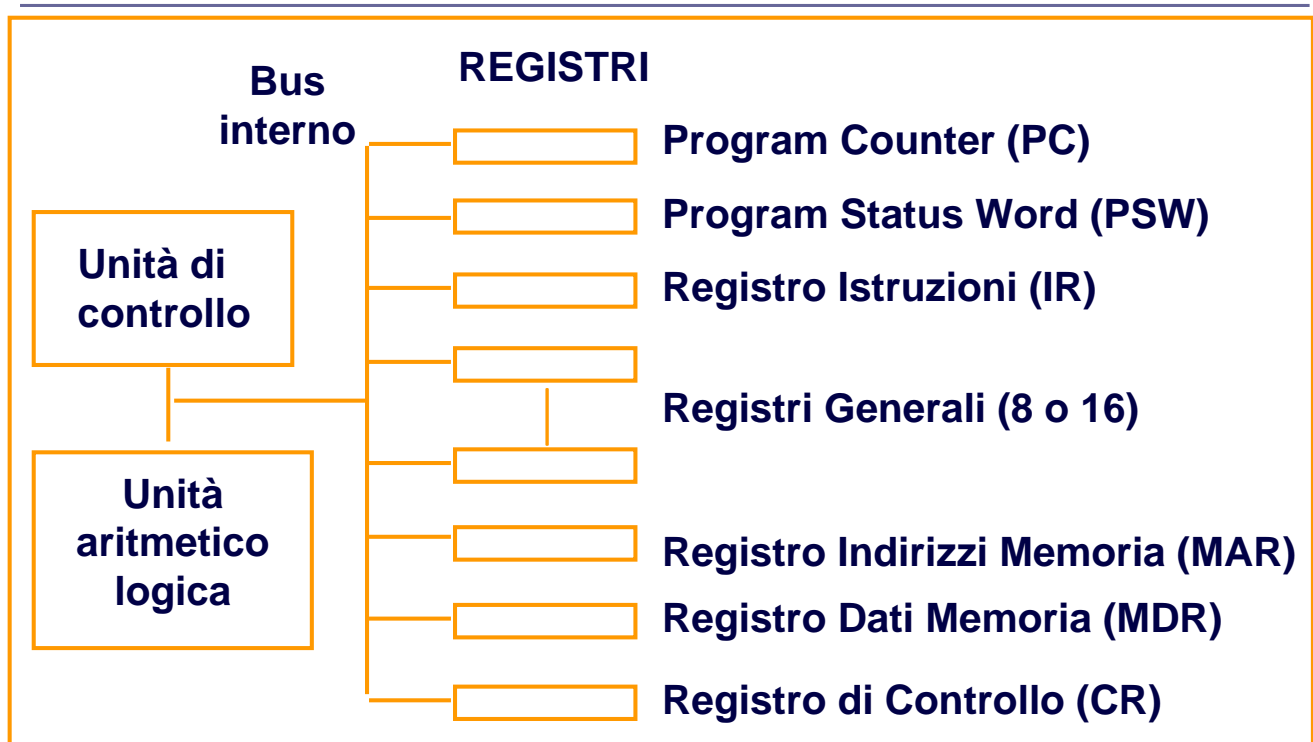 Bus
interno
REGISTRI
Program Counter (PC)
Program Status Word (PSW)
Unità di
controllo
Registro Istruzioni (IR)
Registri Generali (8 o 16)
Unità
aritmetico
logica
Registro Indirizzi Memoria (MAR)
Registro Dati Memoria (MDR)
Registro di Controllo (CR)